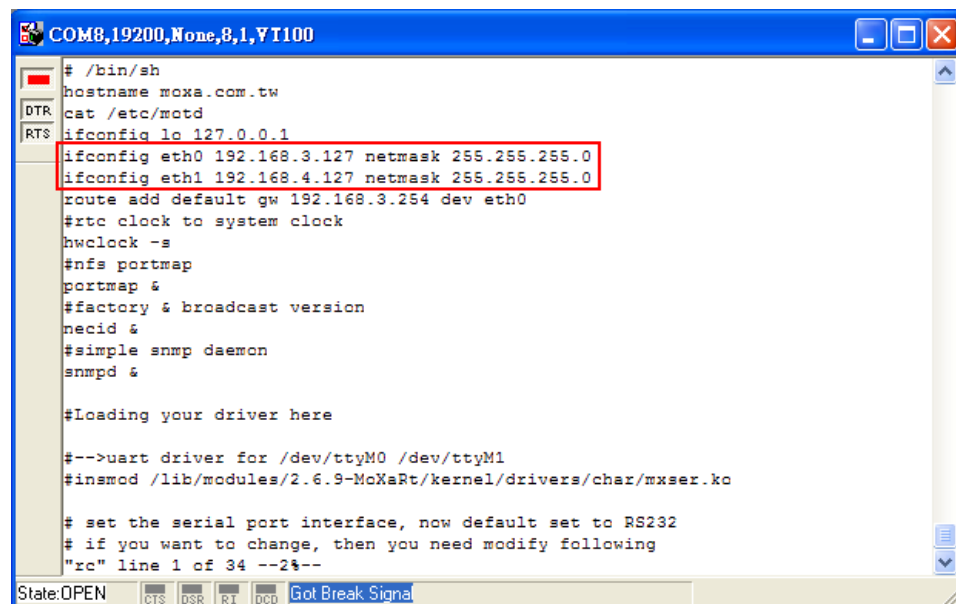 COM8,19200,None,8,1,VT100
# /bin/sh
hostname moxa.com.tw
DTR
cat /etc/motd
RTS
ifconfig lo 127.0.0.1
ifconfig eth0 192.168.3.127 netmask 255.255.255.0
ifconfig eth1 192.168.4.127 netmask 255.255.255.0
route add default gw 192.168.3.254 dev eth0
#rtc clock to system clock
hwclock -s
#nfs portmap
portmap &
#factory & broadcast version
necid &
#simple snmp daemon
snmpd &
#Loading your driver here
#-->uart driver for /dev/ttyM0 /dev/ttyM1
#insmod /lib/modules/2.6.9-MoXaRt/kernel/drivers/char/mxser.ko
# set the serial port interface, now default set to RS232
# if you want to change, then you need modify following
"rc" line 1 of 34 --2%--
State:OPEN CTS DSR RI DCD Got Break Signal